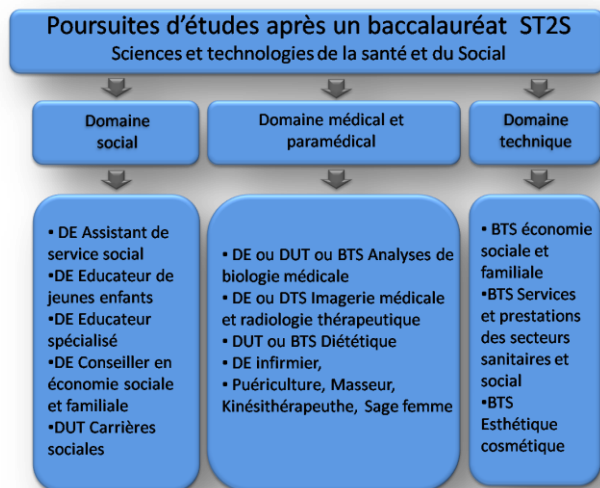 Poursuites d'études après un baccalauréat ST2S
Sciences et technologies de la santé et du Social
Domaine
social
Domaine médical et
paramédical
Domaine
technique
• DE Assistant de
service social
•DE Educateur de
jeunes enfants
•DE Educateur
spécialisé
•DE Conseiller en
économie sociale
et familiale
•DUT Carrières
sociales
• DE ou DUT ou BTS Analyses de
biologie médicale
• DE ou DTS Imagerie médicale
et radiologie thérapeutique
• DUT ou BTS Diététique
• DE infirmier,
• Puériculture, Masseur,
Kinésithérapeuthe, Sage femme
• BTS économie
sociale et
familiale
•BTS Services
et prestations
des secteurs
sanitaires et
social
•BTS
Esthétique
cosmétique